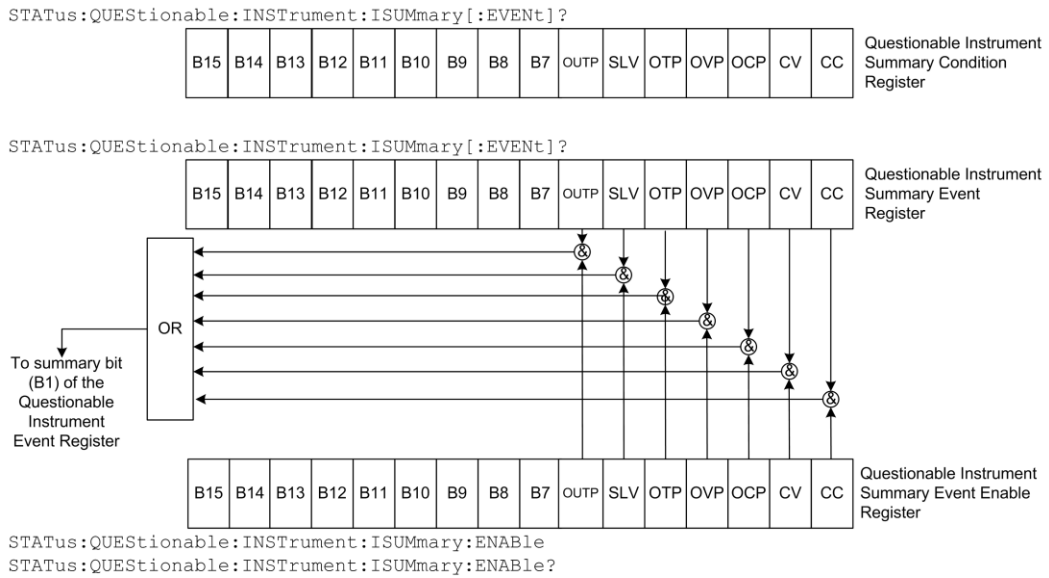 STATus:QUEStionable:INSTrument:ISUMmary[:EVENt]?
B15 B14 B13 B12 B11 B10 B9 B8 B7 OUTP SLV OTP OVP OCP CV CC
Questionable Instrument
Summary Condition
Register
STATus:QUEStionable:INSTrument:ISUMmary[:EVENt]?
B15 B14 B13 B12 B11 B10 B9 B8 B7 OUTP SLV OTP OVP OCP CV CC
Questionable Instrument
Summary Event
Register
&
&
&
&
&
&
&
OR
To summary bit
(B1) of the
Questionable
Instrument
Event Register
B15 B14 B13 B12 B11 B10 B9 B8 B7 OUTP SLV OTP OVP OCP CV CC
Questionable Instrument
Summary Event Enable
Register
STATus:QUEStionable:INSTrument:ISUMmary:ENABle
STATus:QUEStionable:INSTrument:ISUMmary:ENABle?